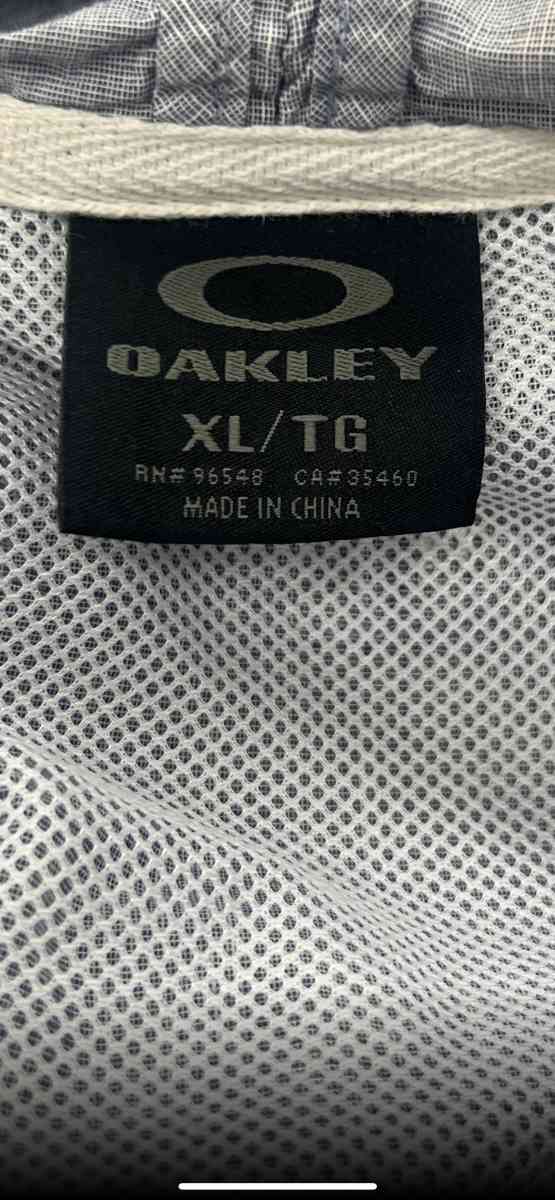 OAKLEY
XL/TG
RN# 96548 CA# 35460
MADE IN CHINA